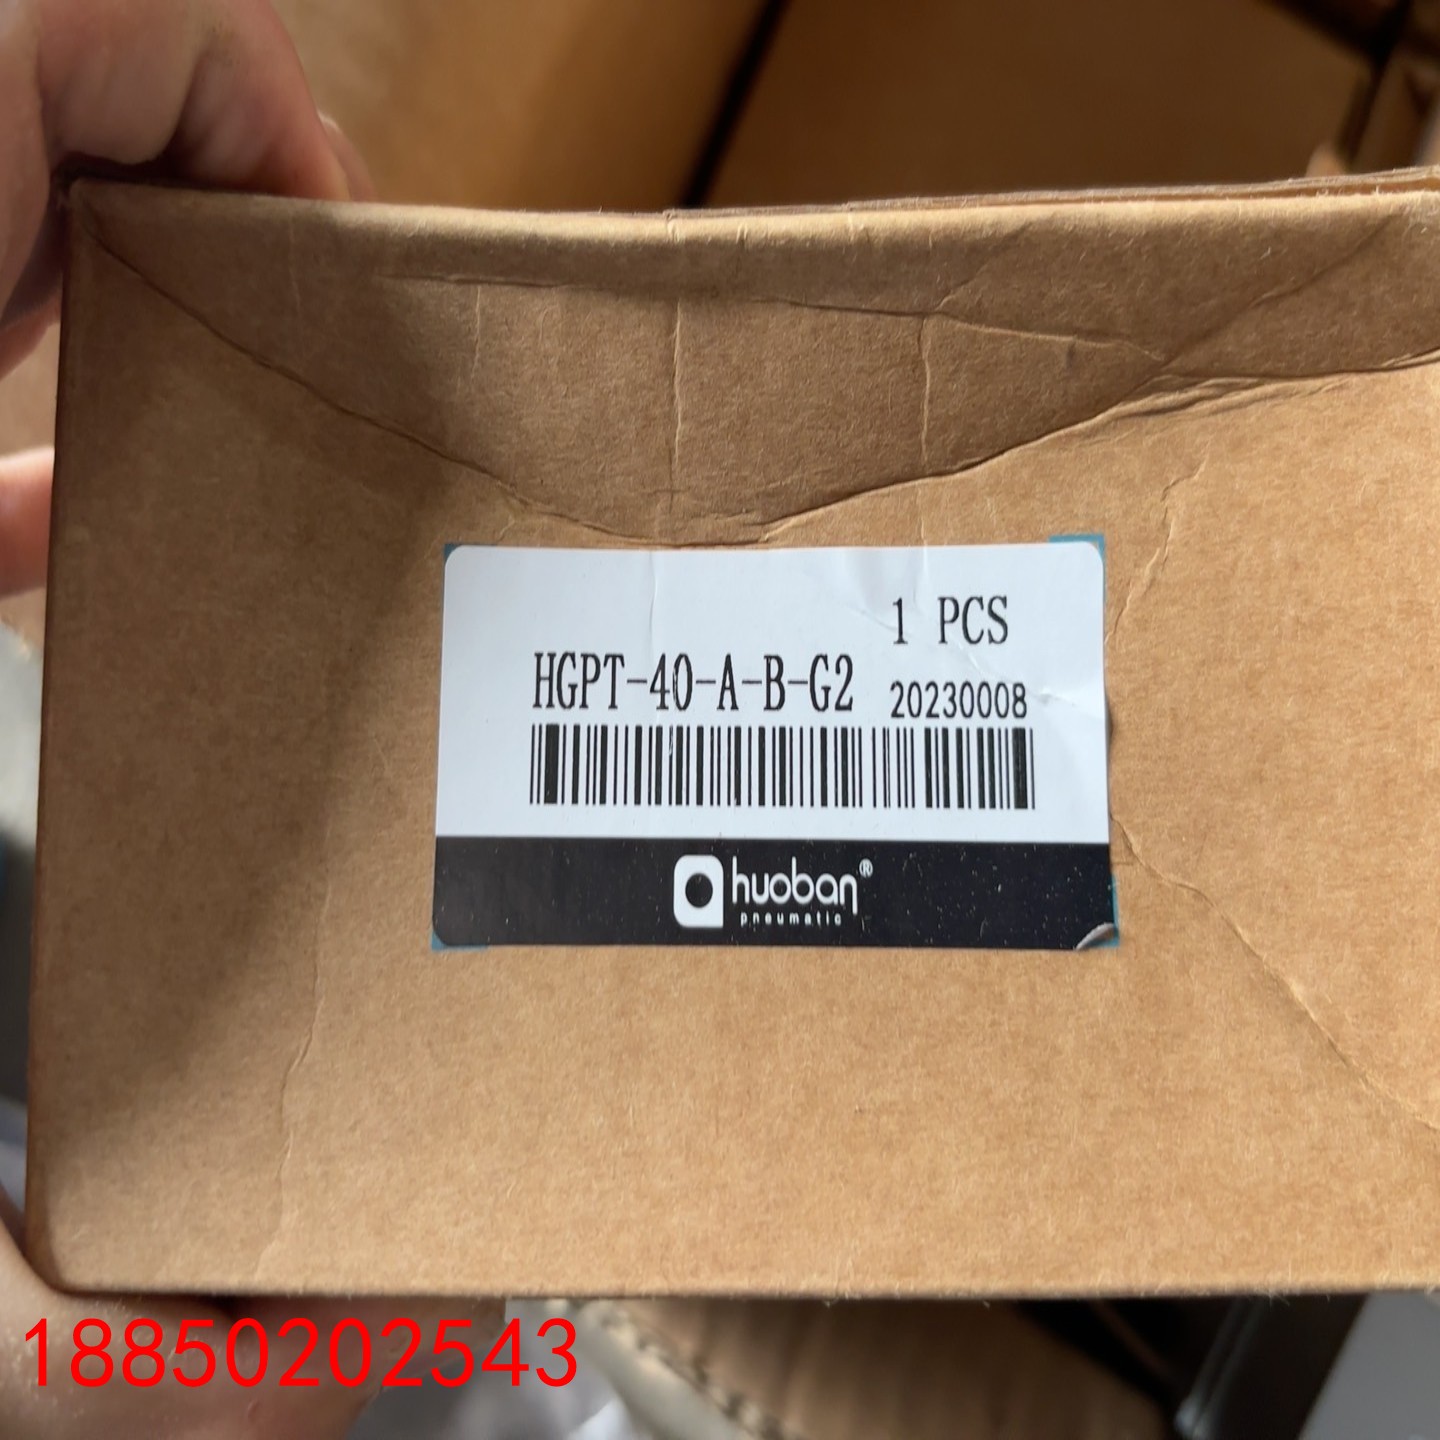 1 PCS
HGPT-40-A-B-G2 20230008
huoban®
pneumatic
18850202543